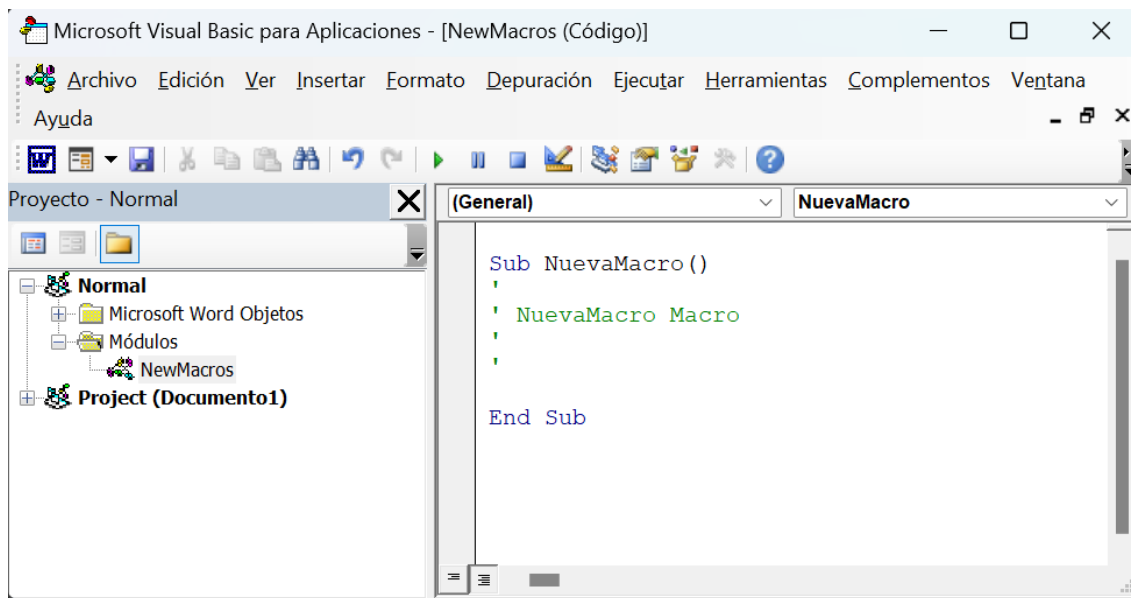 Microsoft Visual Basic para Aplicaciones - [NewMacros (Código)]
Archivo Edición Ver Insertar Formato Depuración Ejecutar Herramientas Complementos Ventana
Ayuda
Proyecto - Normal
(General)
NuevaMacro
Normal
Microsoft Word Objetos
Módulos
NewMacros
Project (Documento1)
Sub NuevaMacro()
'
' NuevaMacro Macro
'
'
End Sub